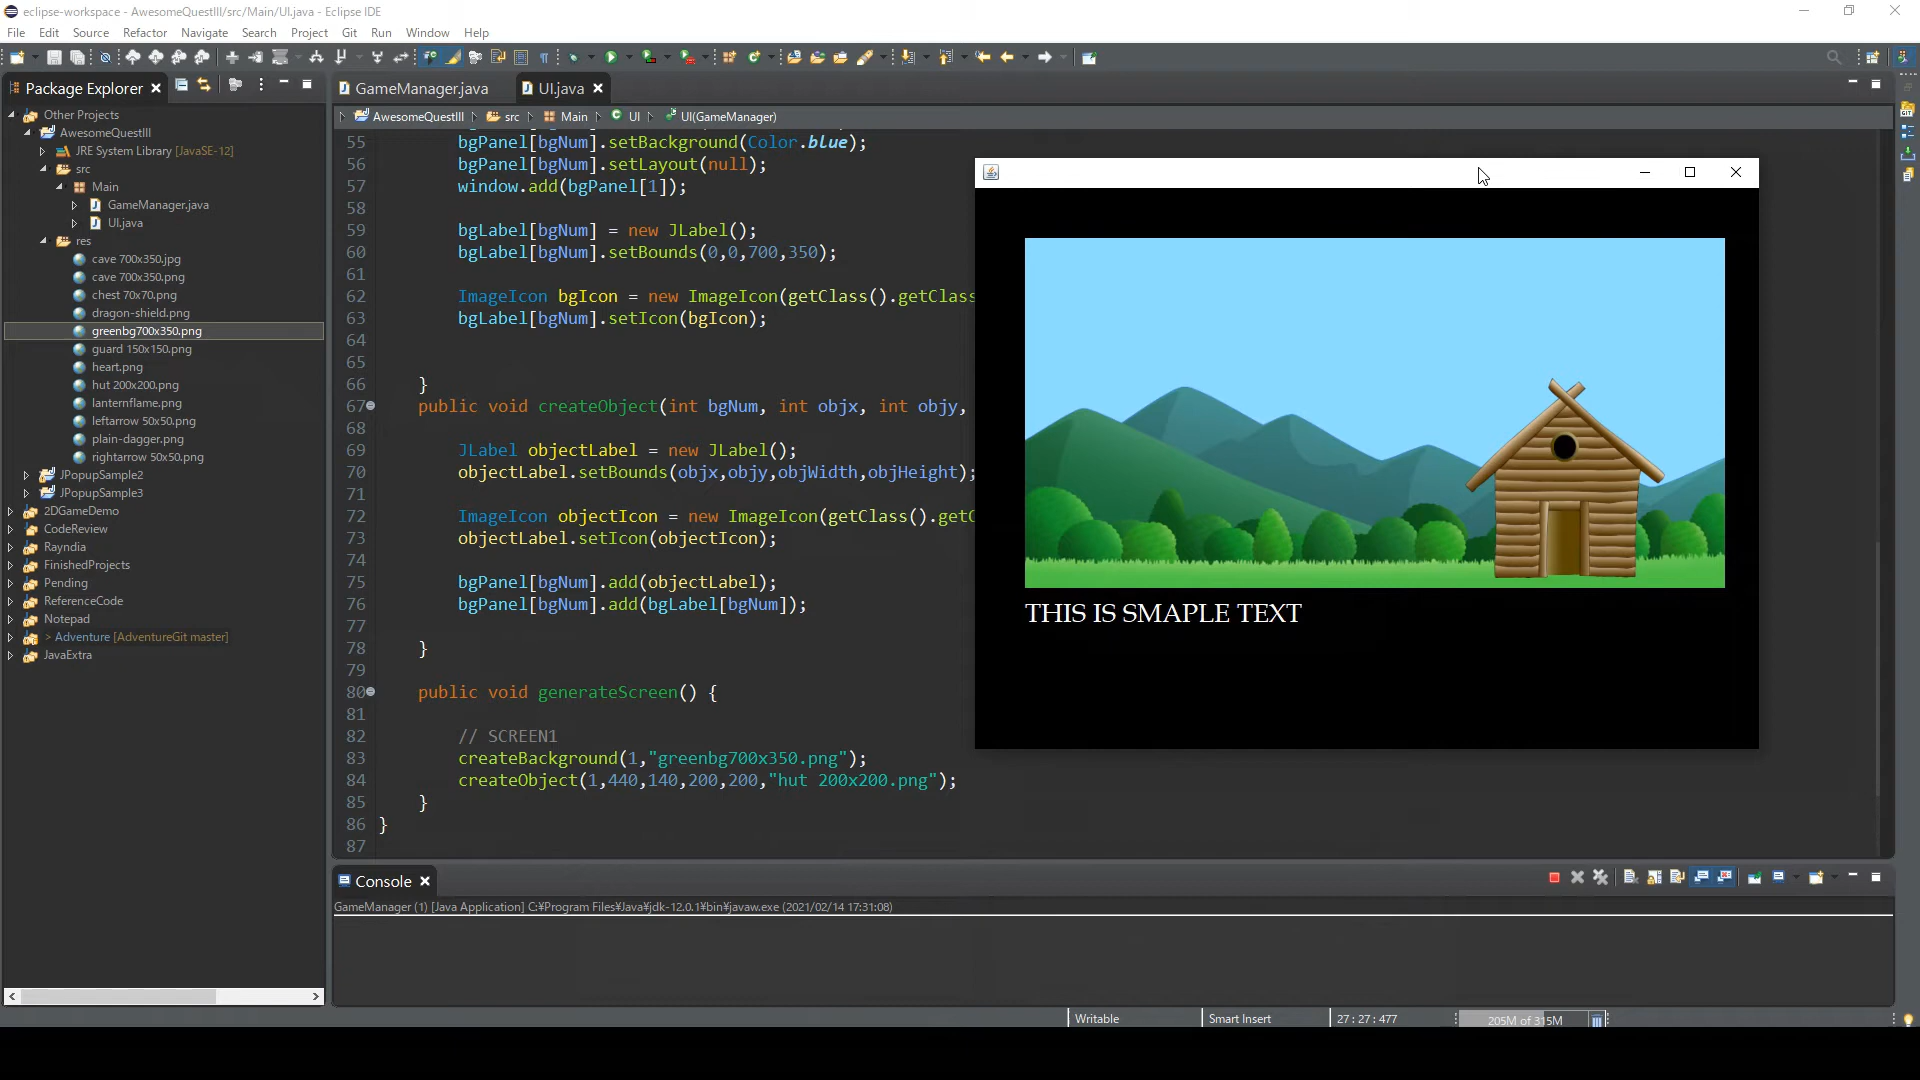 eclipse-workspace - AwesomeQuestIII/src/Main/UI.java - Eclipse IDE
File Edit Source Refactor Navigate Search Project Git Run Window Help
Package Explorer
GameManager.java
UI.java
AwesomeQuestIII src Main UI UI(GameManager)
Other Projects
AwesomeQuestIII
JRE System Library [JavaSE-12]
src
Main
GameManager.java
UI.java
res
cave 700x350.jpg
cave 700x350.png
chest 70x70.png
dragon-shield.png
greenbg700x350.png
guard 150x150.png
heart.png
hut 200x200.png
lanternflame.png
leftarrow 50x50.png
plain-dagger.png
rightarrow 50x50.png
JPopupSample2
JPopupSample3
2DGameDemo
CodeReview
Rayndia
FinishedProjects
Pending
ReferenceCode
Notepad
> Adventure [AdventureGit master]
JavaExtra
55 bgPanel[bgNum].setBackground(Color.blue);
56 bgPanel[bgNum].setLayout(null);
57 window.add(bgPanel[1]);
58
59 bgLabel[bgNum] = new JLabel();
60 bgLabel[bgNum].setBounds(0,0,700,350);
61
62 ImageIcon bgIcon = new ImageIcon(getClass().getClass
63 bgLabel[bgNum].setIcon(bgIcon);
64
65
66 }
67 public void createObject(int bgNum, int objx, int objy,
68
69 JLabel objectLabel = new JLabel();
70 objectLabel.setBounds(objx,objy,objWidth,objHeight);
71
72 ImageIcon objectIcon = new ImageIcon(getClass().getC
73 objectLabel.setIcon(objectIcon);
74
75 bgPanel[bgNum].add(objectLabel);
76 bgPanel[bgNum].add(bgLabel[bgNum]);
77
78 }
79
80 public void generateScreen() {
81
82 // SCREEN1
83 createBackground(1,"greenbg700x350.png");
84 createObject(1,440,140,200,200,"hut 200x200.png");
85 }
86 }
87
THIS IS SMAPLE TEXT
Console
GameManager (1) [Java Application] C:¥Program Files¥Java¥jdk-12.0.1¥bin¥javaw.exe (2021/02/14 17:31:08)
Writable Smart Insert 27 : 27 : 477 205M of 315M